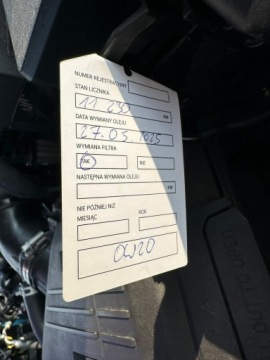 NUMER REJESTRACYJNY
STAN LICZNIKA
11 230 KM
DATA WYMIANY OLEJU
27.05.2025
WYMIANA FILTRA
TAK NIE
NASTĘPNA WYMIANA OLEJU
KM
NIE PÓŹNIEJ NIŻ
MIESIĄC ROK
0W20